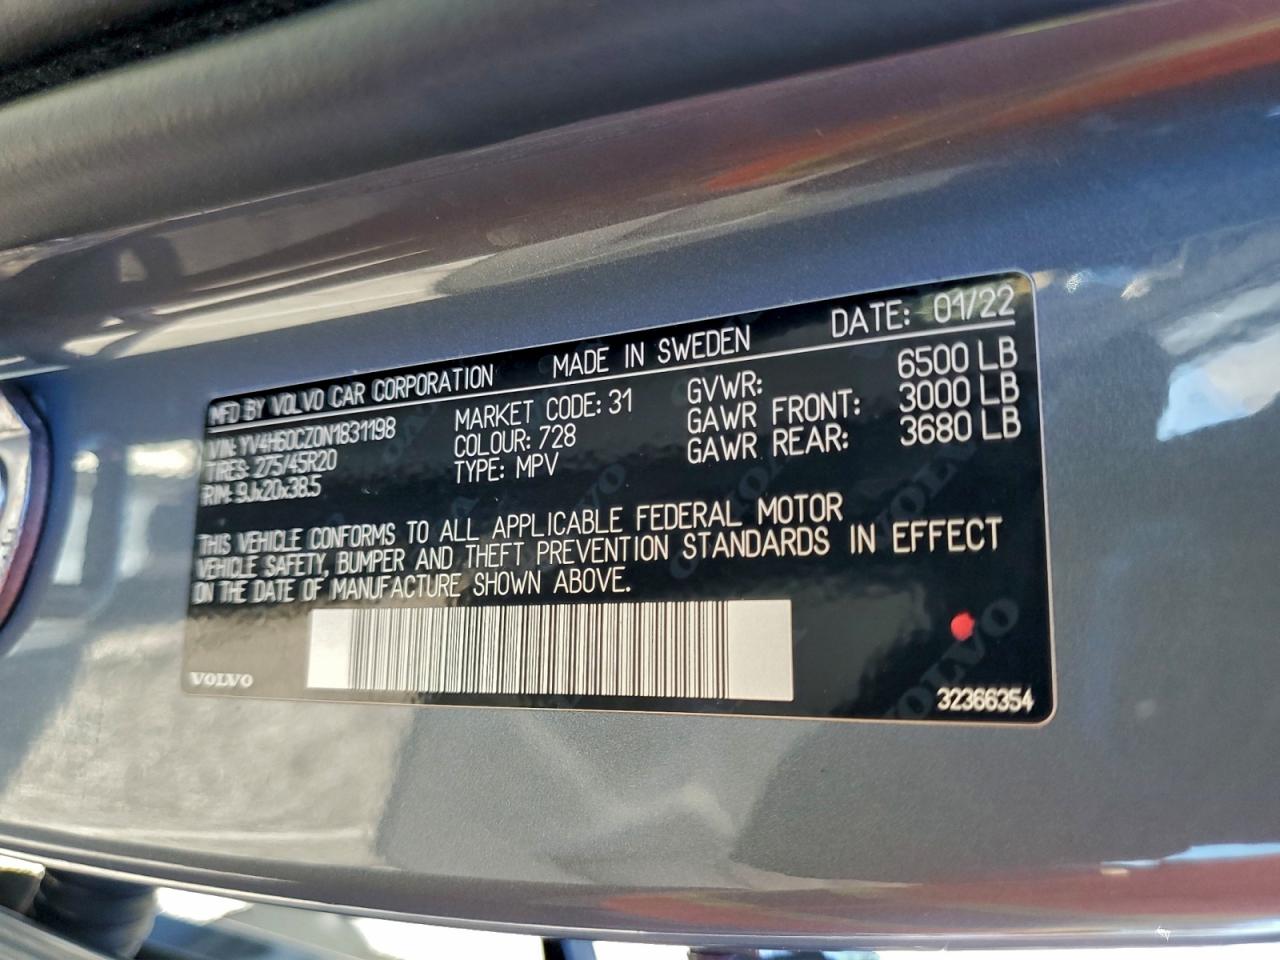 MFD BY VOLVO CAR CORPORATION MADE IN SWEDEN DATE: 01/22
VIN: YV4H60CZ0N1831198 MARKET CODE: 31 GVWR: 6500 LB
TIRES: 275/45R20 COLOUR: 728 GAWR FRONT: 3000 LB
RIM: 9Jx20x38.5 TYPE: MPV GAWR REAR: 3680 LB
THIS VEHICLE CONFORMS TO ALL APPLICABLE FEDERAL MOTOR
VEHICLE SAFETY, BUMPER AND THEFT PREVENTION STANDARDS IN EFFECT
ON THE DATE OF MANUFACTURE SHOWN ABOVE.
VOLVO
32366354